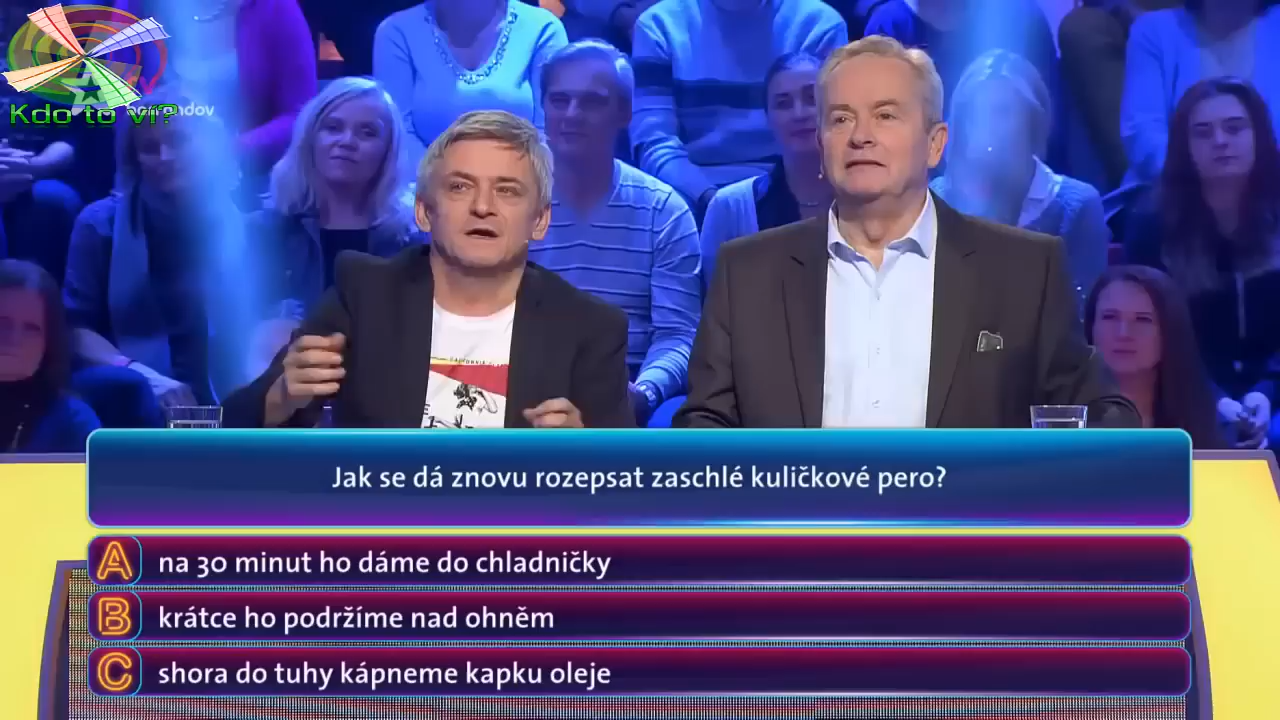 Kdo to ví?
Jak se dá znovu rozepsat zaschlé kuličkové pero?
A na 30 minut ho dáme do chladničky
B krátce ho podržíme nad ohněm
C shora do tuhy kápneme kapku oleje